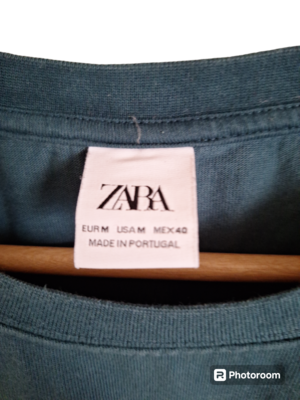 ZARA
EUR M USA M MEX 40
MADE IN PORTUGAL
Photoroom